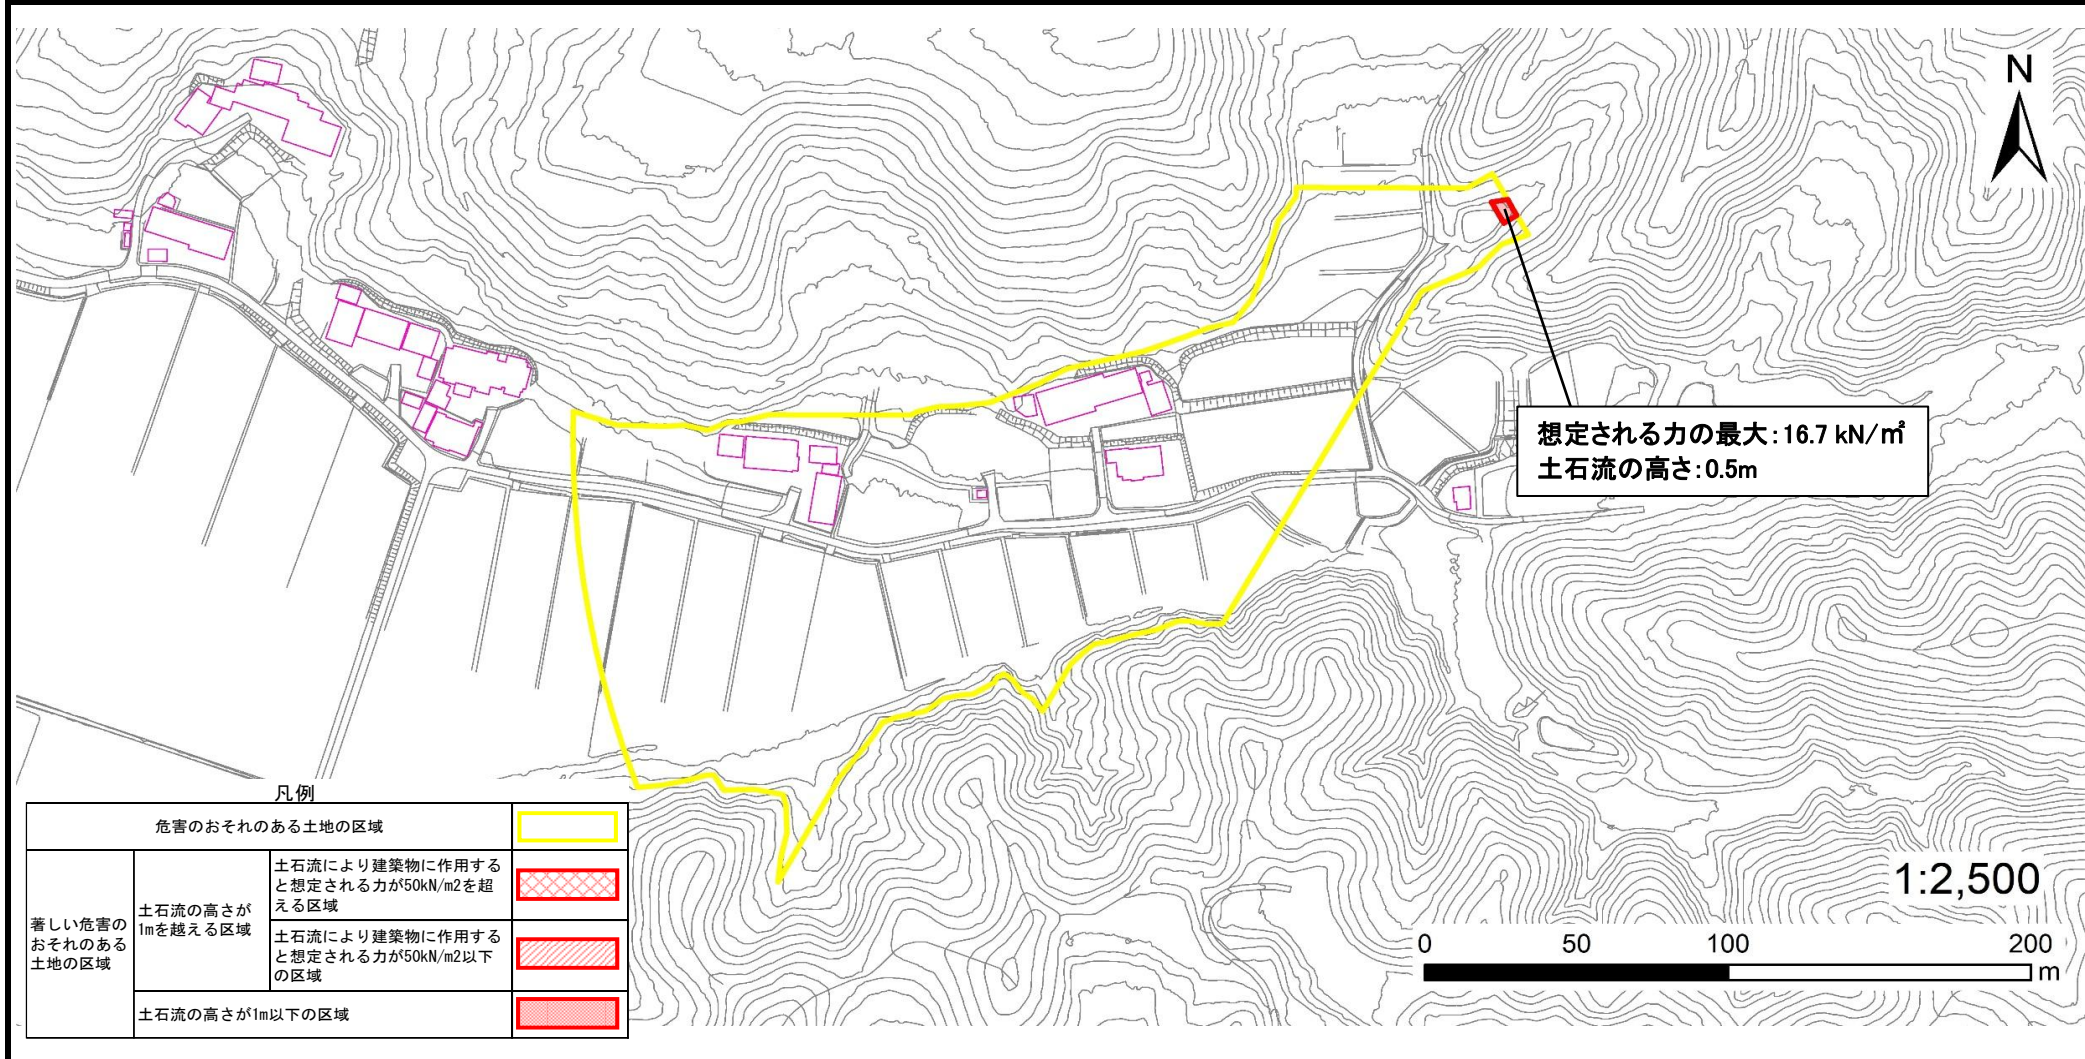 N
想定される力の最大：16.7 kN/㎡
土石流の高さ：0.5m
凡例
危害のおそれのある土地の区域
著しい危害の
おそれのある
土地の区域
土石流の高さが
1mを越える区域
土石流により建築物に作用する
と想定される力が50kN/m2を超
える区域
土石流により建築物に作用する
と想定される力が50kN/m2以下
の区域
土石流の高さが1m以下の区域
1:2,500
0 50 100 200
m